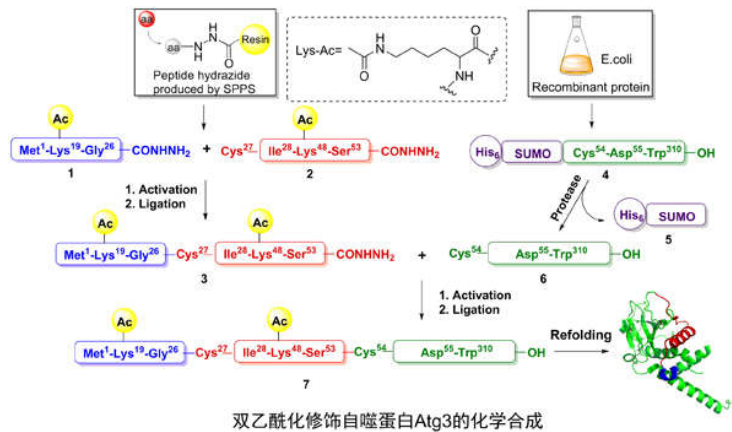 aa
aa
N
H
H
N
O
Resin
Peptide hydrazide
produced by SPPS
Lys-Ac=
O
H
N
O
NH
E.coli
Recombinant protein
Ac
Met¹-Lys¹⁹-Gly²⁶
CONHNH₂
1
+
Ac
Cys²⁷
Ile²⁸-Lys⁴⁸-Ser⁵³
CONHNH₂
2
His₆
SUMO
Cys⁵⁴-Asp⁵⁵-Trp³¹⁰
OH
4
1. Activation
2. Ligation
Protease
His₆
SUMO
5
Ac
Met¹-Lys¹⁹-Gly²⁶
Cys²⁷
Ac
Ile²⁸-Lys⁴⁸-Ser⁵³
CONHNH₂
3
+
Cys⁵⁴
Asp⁵⁵-Trp³¹⁰
OH
6
1. Activation
2. Ligation
Ac
Met¹-Lys¹⁹-Gly²⁶
Cys²⁷
Ac
Ile²⁸-Lys⁴⁸-Ser⁵³
Cys⁵⁴
Asp⁵⁵-Trp³¹⁰
OH
7
Refolding
双乙酰化修饰自噬蛋白Atg3的化学合成